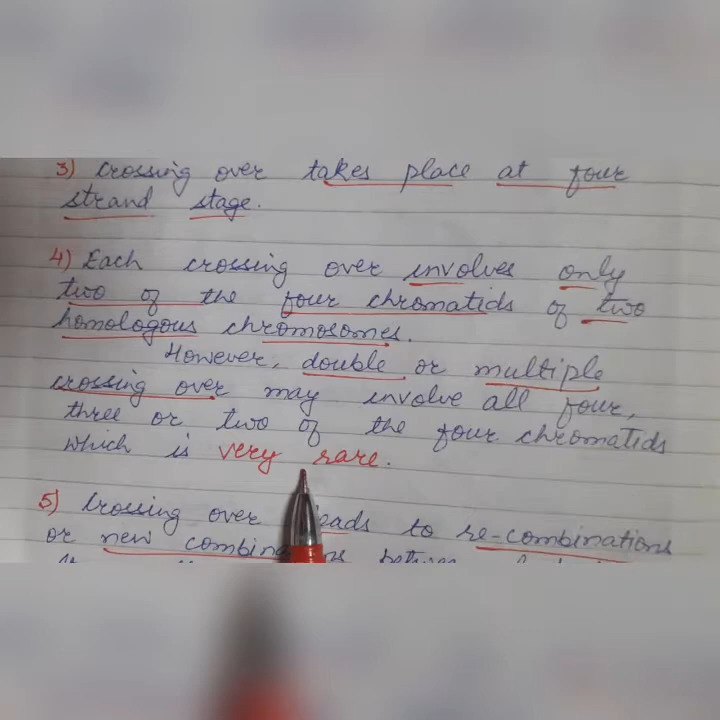 3) Crossing over takes place at four
strand stage.
4) Each crossing over involves only
two of the four chromatids of two
homologous chromosomes.
However, double or multiple
crossing over may involve all four,
three or two of the four chromatids
which is very rare.
5) Crossing over leads to re-combinations
or new combinations between